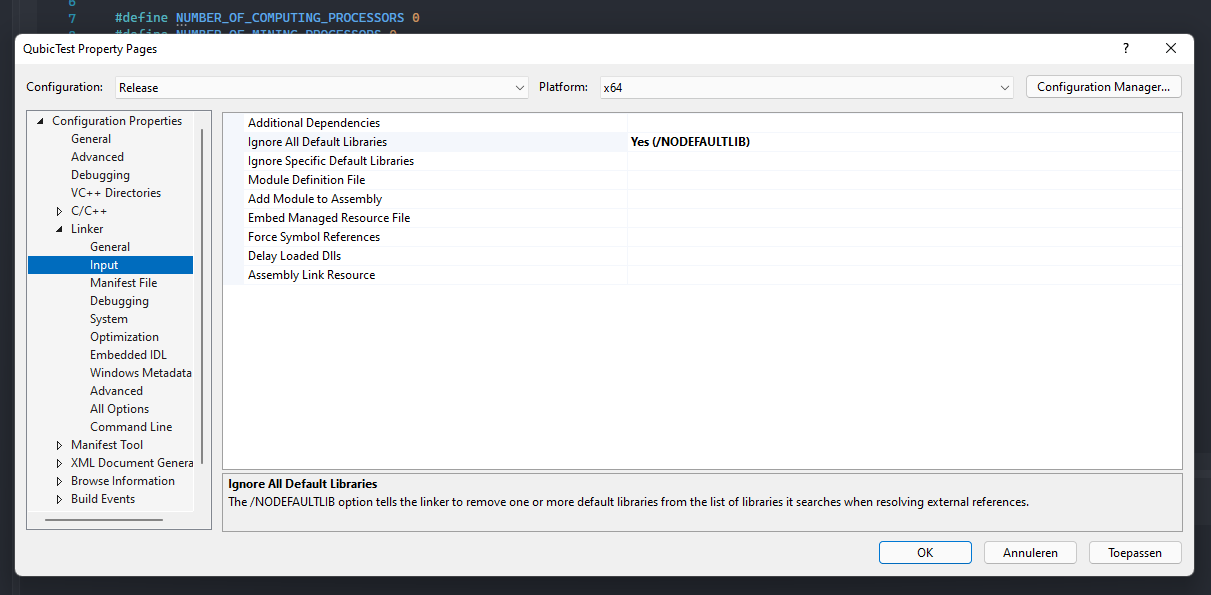 6
7 #define NUMBER_OF_COMPUTING_PROCESSORS 0
8 #define NUMBER_OF_MINING_PROCESSORS 0
QubicTest Property Pages
?
Configuration: Release Platform: x64 Configuration Manager...
Configuration Properties
General
Advanced
Debugging
VC++ Directories
C/C++
Linker
General
Input
Manifest File
Debugging
System
Optimization
Embedded IDL
Windows Metadata
Advanced
All Options
Command Line
Manifest Tool
XML Document Genera
Browse Information
Build Events
Additional Dependencies
Ignore All Default Libraries Yes (/NODEFAULTLIB)
Ignore Specific Default Libraries
Module Definition File
Add Module to Assembly
Embed Managed Resource File
Force Symbol References
Delay Loaded Dlls
Assembly Link Resource
Ignore All Default Libraries
The /NODEFAULTLIB option tells the linker to remove one or more default libraries from the list of libraries it searches when resolving external references.
OK Annuleren Toepassen